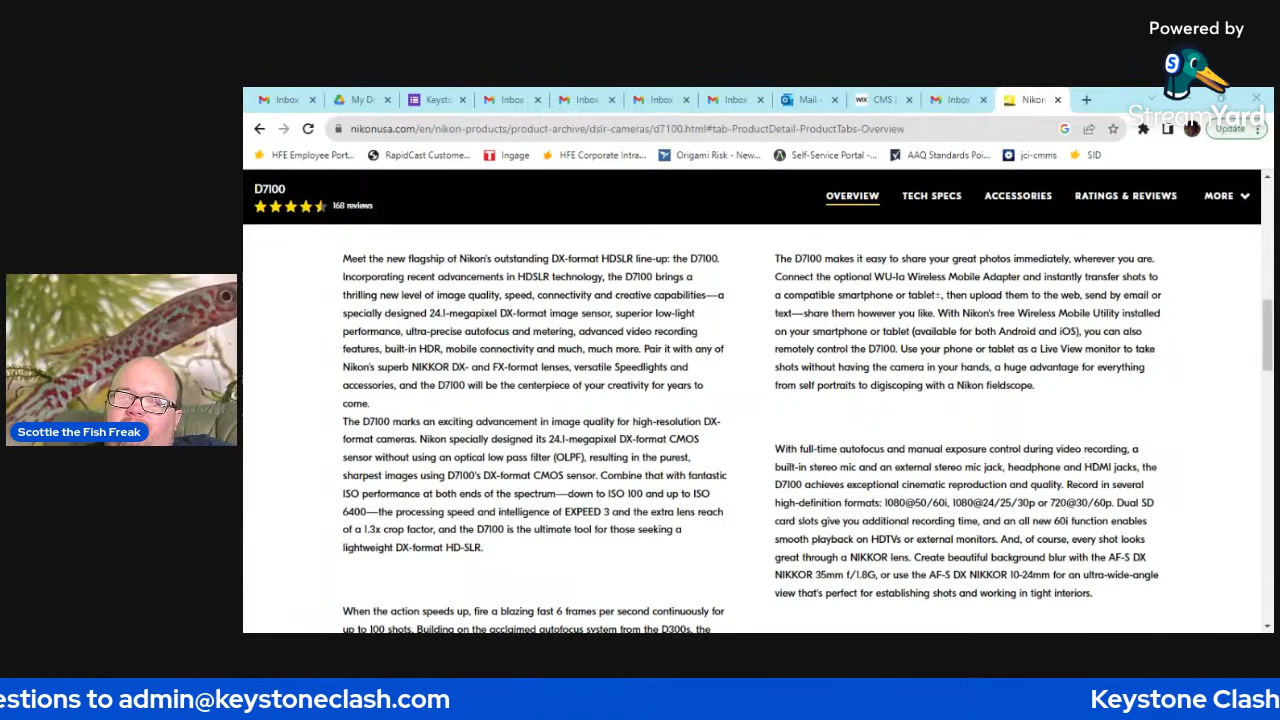 Powered by
StreamYard
Inbox
My Dr
Keysto
Inbox
Inbox
Inbox
Inbox
Mail -
WIX CMS |
Inbox
Nikon
nikonusa.com/en/nikon-products/product-archive/dslr-cameras/d7100.html#tab-ProductDetail-ProductTabs-Overview
Update
HFE Employee Port...
RapidCast Custome...
Ingage
HFE Corporate Intra...
Origami Risk - New...
Self-Service Portal -...
AAQ Standards Poi...
jci-cmms
SID
D7100
168 reviews
OVERVIEW
TECH SPECS
ACCESSORIES
RATINGS & REVIEWS
MORE
Meet the new flagship of Nikon's outstanding DX-format HDSLR line-up: the D7100.
Incorporating recent advancements in HDSLR technology, the D7100 brings a
thrilling new level of image quality, speed, connectivity and creative capabilities—a
specially designed 24.1-megapixel DX-format image sensor, superior low-light
performance, ultra-precise autofocus and metering, advanced video recording
features, built-in HDR, mobile connectivity and much, much more. Pair it with any of
Nikon's superb NIKKOR DX- and FX-format lenses, versatile Speedlights and
accessories, and the D7100 will be the centerpiece of your creativity for years to
come.
The D7100 marks an exciting advancement in image quality for high-resolution DX-
format cameras. Nikon specially designed its 24.1-megapixel DX-format CMOS
sensor without using an optical low pass filter (OLPF), resulting in the purest,
sharpest images using D7100's DX-format CMOS sensor. Combine that with fantastic
ISO performance at both ends of the spectrum—down to ISO 100 and up to ISO
6400—the processing speed and intelligence of EXPEED 3 and the extra lens reach
of a 1.3x crop factor, and the D7100 is the ultimate tool for those seeking a
lightweight DX-format HD-SLR.
When the action speeds up, fire a blazing fast 6 frames per second continuously for
up to 100 shots. Building on the acclaimed autofocus system from the D300s, the
The D7100 makes it easy to share your great photos immediately, wherever you are.
Connect the optional WU-1a Wireless Mobile Adapter and instantly transfer shots to
a compatible smartphone or tablet±, then upload them to the web, send by email or
text—share them however you like. With Nikon's free Wireless Mobile Utility installed
on your smartphone or tablet (available for both Android and iOS), you can also
remotely control the D7100. Use your phone or tablet as a Live View monitor to take
shots without having the camera in your hands, a huge advantage for everything
from self portraits to digiscoping with a Nikon fieldscope.
With full-time autofocus and manual exposure control during video recording, a
built-in stereo mic and an external stereo mic jack, headphone and HDMI jacks, the
D7100 achieves exceptional cinematic reproduction and quality. Record in several
high-definition formats: 1080@50/60i, 1080@24/25/30p or 720@30/60p. Dual SD
card slots give you additional recording time, and an all new 60i function enables
smooth playback on HDTVs or external monitors. And, of course, every shot looks
great through a NIKKOR lens. Create beautiful background blur with the AF-S DX
NIKKOR 35mm f/1.8G, or use the AF-S DX NIKKOR 10-24mm for an ultra-wide-angle
view that's perfect for establishing shots and working in tight interiors.
Scottie the Fish Freak
estions to admin@keystoneclash.com
Keystone Clash